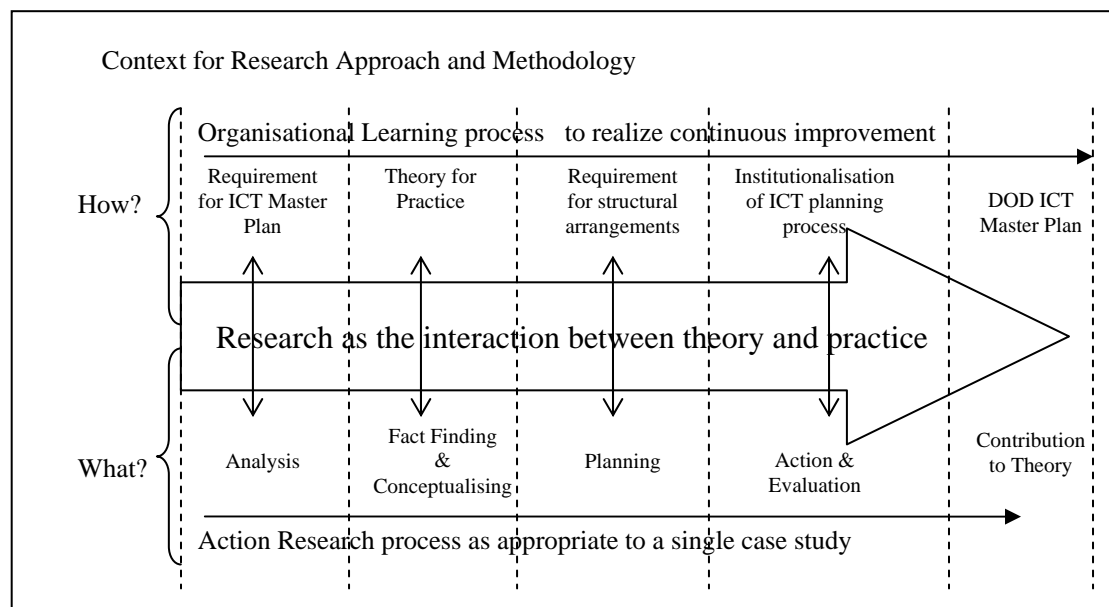 Context for Research Approach and Methodology
Organisational Learning process to realize continuous improvement
How?
Requirement
for ICT Master
Plan
Theory for
Practice
Requirement
for structural
arrangements
Institutionalisation
of ICT planning
process
DOD ICT
Master Plan
Research as the interaction between theory and practice
What?
Analysis
Fact Finding
&
Conceptualising
Planning
Action &
Evaluation
Contribution
to Theory
Action Research process as appropriate to a single case study